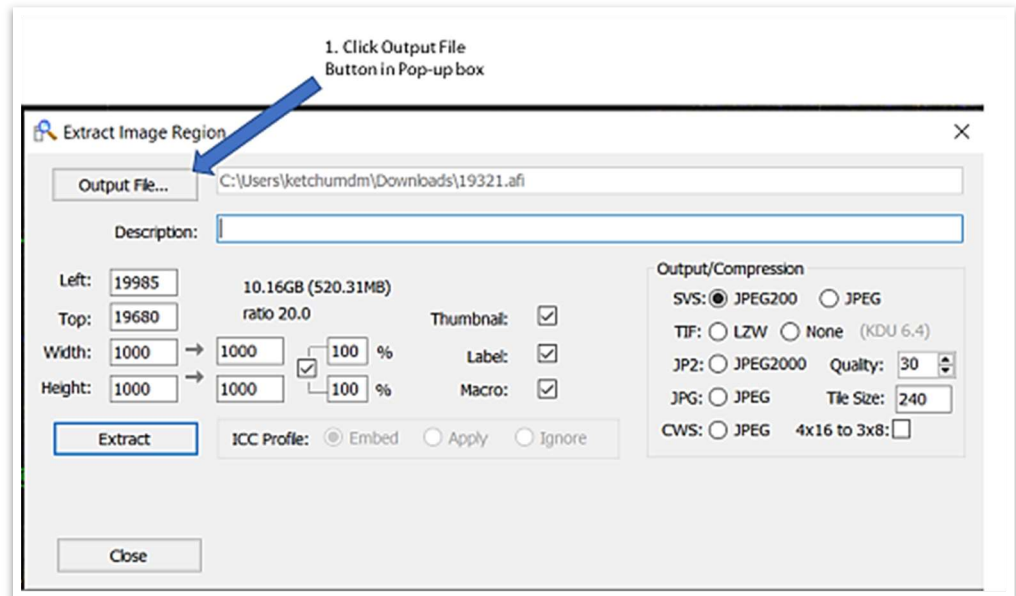 1. Click Output File
Button in Pop-up box
Extract Image Region
Output File...
C:\Users\ketchumdm\Downloads\19321.afi
Description:
Left: 19985
Top: 19680
Width: 1000 → 1000 100 %
Height: 1000 → 1000 100 %
10.16GB (520.31MB)
ratio 20.0
Thumbnail:
Label:
Macro:
Output/Compression
SVS: JPEG200 JPEG
TIF: LZW None (KDU 6.4)
JP2: JPEG2000 Quality: 30
JPG: JPEG Tile Size: 240
CWS: JPEG 4x16 to 3x8:
Extract
ICC Profile: Embed Apply Ignore
Close